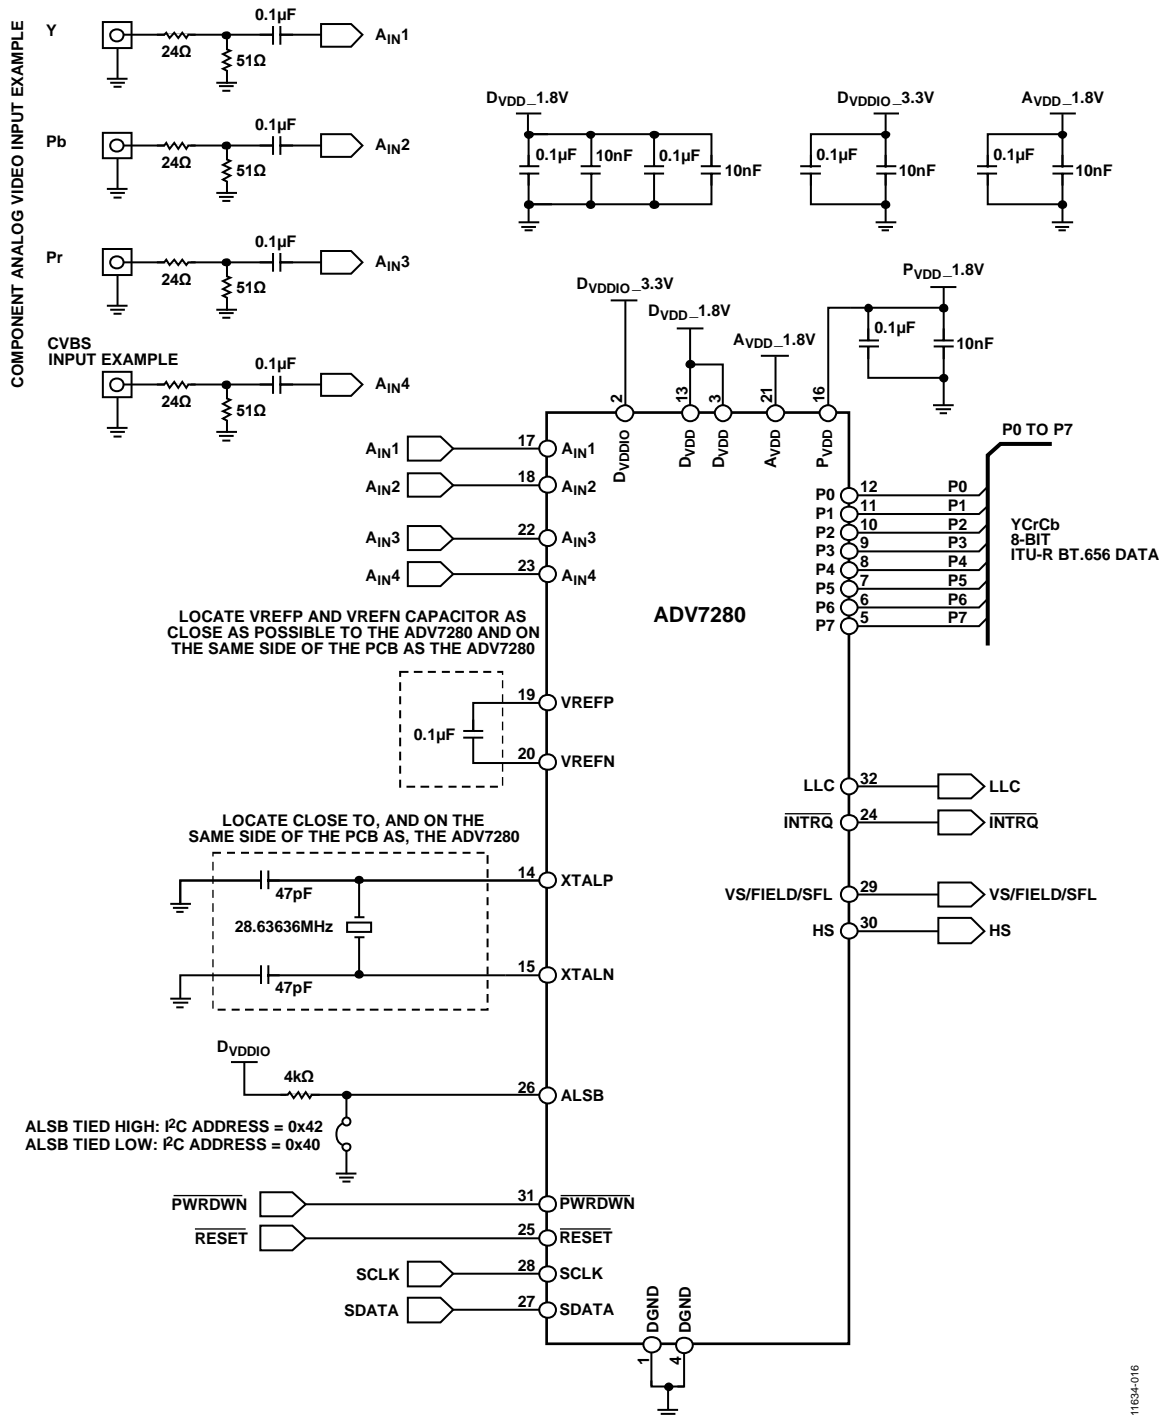 COMPONENT ANALOG VIDEO INPUT EXAMPLE
Y
24Ω
51Ω
0.1µF
AIN1
Pb
24Ω
51Ω
0.1µF
AIN2
Pr
24Ω
51Ω
0.1µF
AIN3
CVBS
INPUT EXAMPLE
24Ω
51Ω
0.1µF
AIN4
DVDD_1.8V
0.1µF
10nF
0.1µF
10nF
DVDDIO_3.3V
0.1µF
10nF
AVDD_1.8V
0.1µF
10nF
DVDDIO_3.3V
DVDD_1.8V
AVDD_1.8V
PVDD_1.8V
0.1µF
10nF
2
13
3
21
16
DVDDIO
DVDD
DVDD
AVDD
PVDD
AIN1 17 AIN1
AIN2 18 AIN2
AIN3 22 AIN3
AIN4 23 AIN4
P0 TO P7
P0 12 P0
P1 11 P1
P2 10 P2
P3 9 P3
P4 8 P4
P5 7 P5
P6 6 P6
P7 5 P7
YCrCb
8-BIT
ITU-R BT.656 DATA
ADV7280
LOCATE VREFP AND VREFN CAPACITOR AS
CLOSE AS POSSIBLE TO THE ADV7280 AND ON
THE SAME SIDE OF THE PCB AS THE ADV7280
19 VREFP
0.1µF
20 VREFN
LLC 32 LLC
INTRQ 24 INTRQ
VS/FIELD/SFL 29 VS/FIELD/SFL
HS 30 HS
LOCATE CLOSE TO, AND ON THE
SAME SIDE OF THE PCB AS, THE ADV7280
14 XTALP
47pF
28.63636MHz
15 XTALN
47pF
DVDDIO
4kΩ
26 ALSB
ALSB TIED HIGH: I2C ADDRESS = 0x42
ALSB TIED LOW: I2C ADDRESS = 0x40
PWRDWN 31 PWRDWN
RESET 25 RESET
SCLK 28 SCLK
SDATA 27 SDATA
DGND
DGND
1
4
11634-016